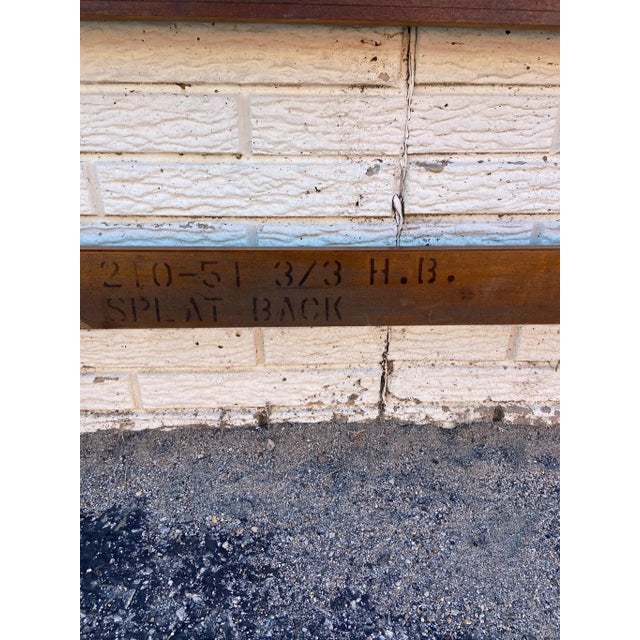 210-51 3/3 H.B.
SPLAT BACK